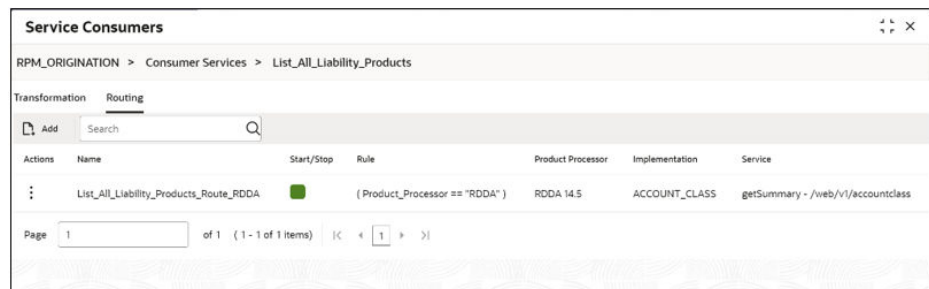 Service Consumers
RPM_ORIGINATION > Consumer Services > List_All_Liability_Products
Transformation Routing
Add Search
Actions Name Start/Stop Rule Product Processor Implementation Service
List_All_Liability_Products_Route_RDDA ( Product_Processor == "RDDA" ) RDDA 14.5 ACCOUNT_CLASS getSummary - /web/v1/accountclass
Page 1 of 1 ( 1 - 1 of 1 items) 1